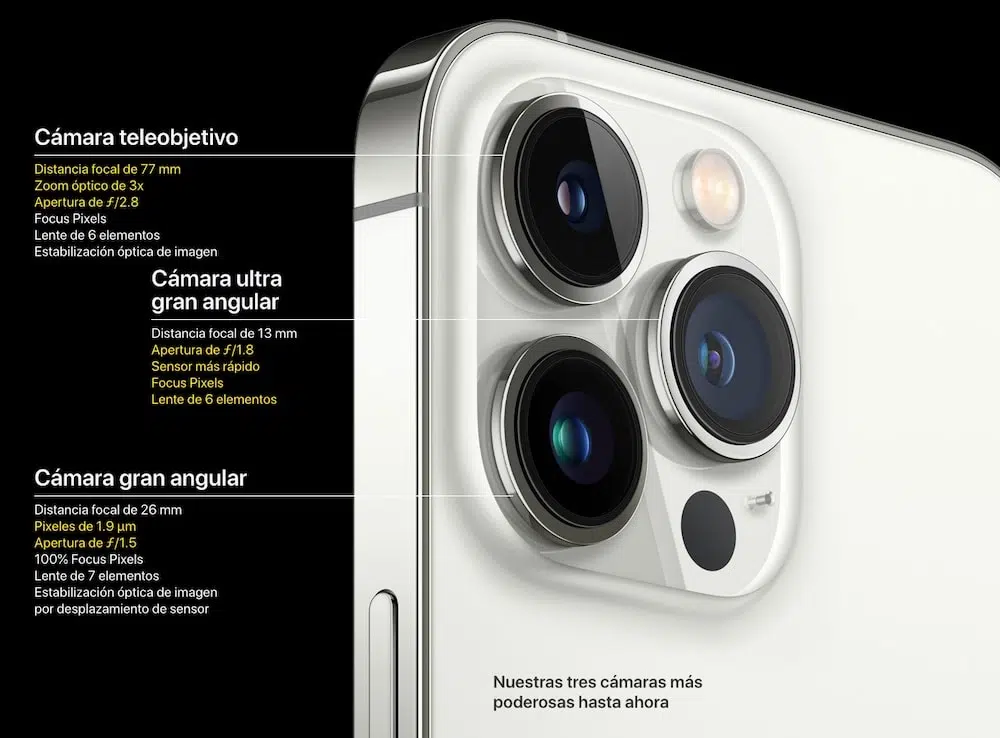 Cámara teleobjetivo
Distancia focal de 77 mm
Zoom óptico de 3x
Apertura de ƒ/2.8
Focus Pixels
Lente de 6 elementos
Estabilización óptica de imagen
Cámara ultra
gran angular
Distancia focal de 13 mm
Apertura de ƒ/1.8
Sensor más rápido
Focus Pixels
Lente de 6 elementos
Cámara gran angular
Distancia focal de 26 mm
Pixeles de 1.9 µm
Apertura de ƒ/1.5
100% Focus Pixels
Lente de 7 elementos
Estabilización óptica de imagen
por desplazamiento de sensor
Nuestras tres cámaras más
poderosas hasta ahora